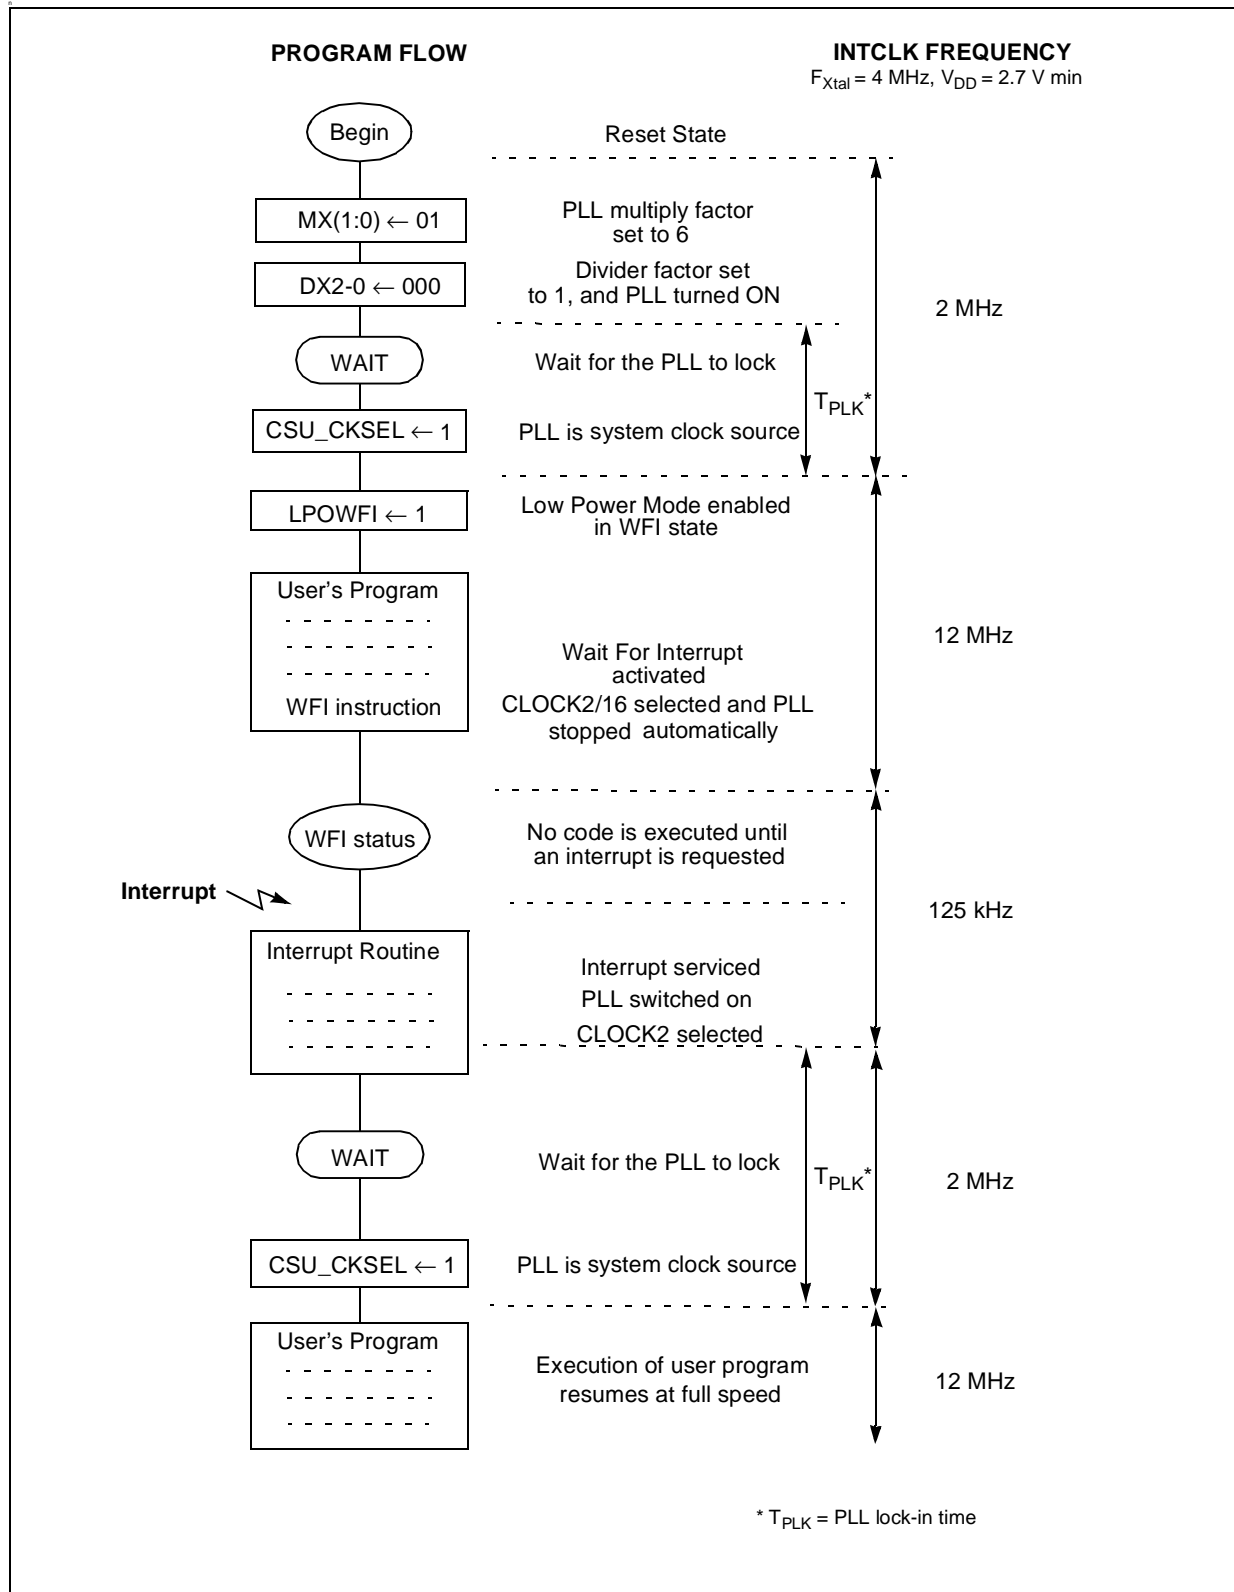 PROGRAM FLOW
INTCLK FREQUENCY
FXtal = 4 MHz, VDD = 2.7 V min
Begin
Reset State
MX(1:0) ← 01
PLL multiply factor
set to 6
DX2-0 ← 000
Divider factor set
to 1, and PLL turned ON
2 MHz
WAIT
Wait for the PLL to lock
TPLK*
CSU_CKSEL ← 1
PLL is system clock source
LPOWFI ← 1
Low Power Mode enabled
in WFI state
User's Program
WFI instruction
Wait For Interrupt
activated
CLOCK2/16 selected and PLL
stopped automatically
12 MHz
WFI status
No code is executed until
an interrupt is requested
Interrupt
125 kHz
Interrupt Routine
Interrupt serviced
PLL switched on
CLOCK2 selected
WAIT
Wait for the PLL to lock
TPLK*
2 MHz
CSU_CKSEL ← 1
PLL is system clock source
User's Program
Execution of user program
resumes at full speed
12 MHz
* TPLK = PLL lock-in time